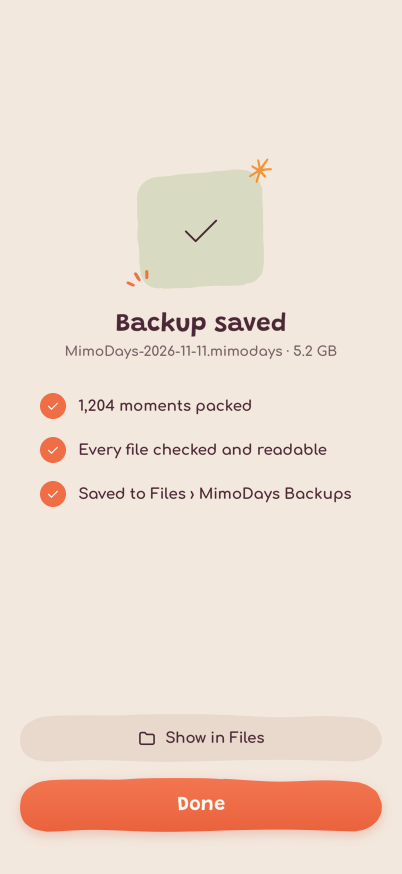 Backup saved
MimoDays-2026-11-11.mimodays · 5.2 GB
1,204 moments packed
Every file checked and readable
Saved to Files › MimoDays Backups
Show in Files
Done